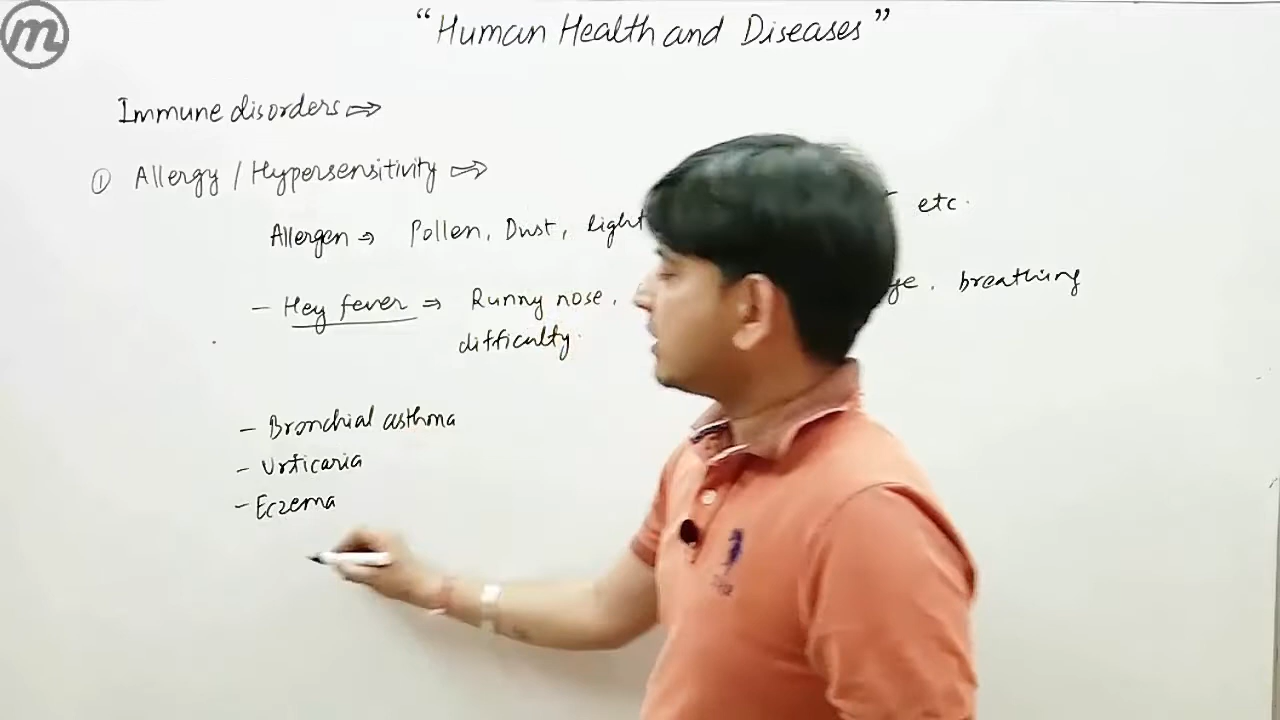 m
“Human Health and Diseases”
Immune disorders ⇒
① Allergy / Hypersensitivity ⇒
Allergen ⇒ Pollen, Dust, light etc.
- Hey fever ⇒ Runny nose, breathing
difficulty.
- Bronchial asthma
- Urticaria
- Eczema